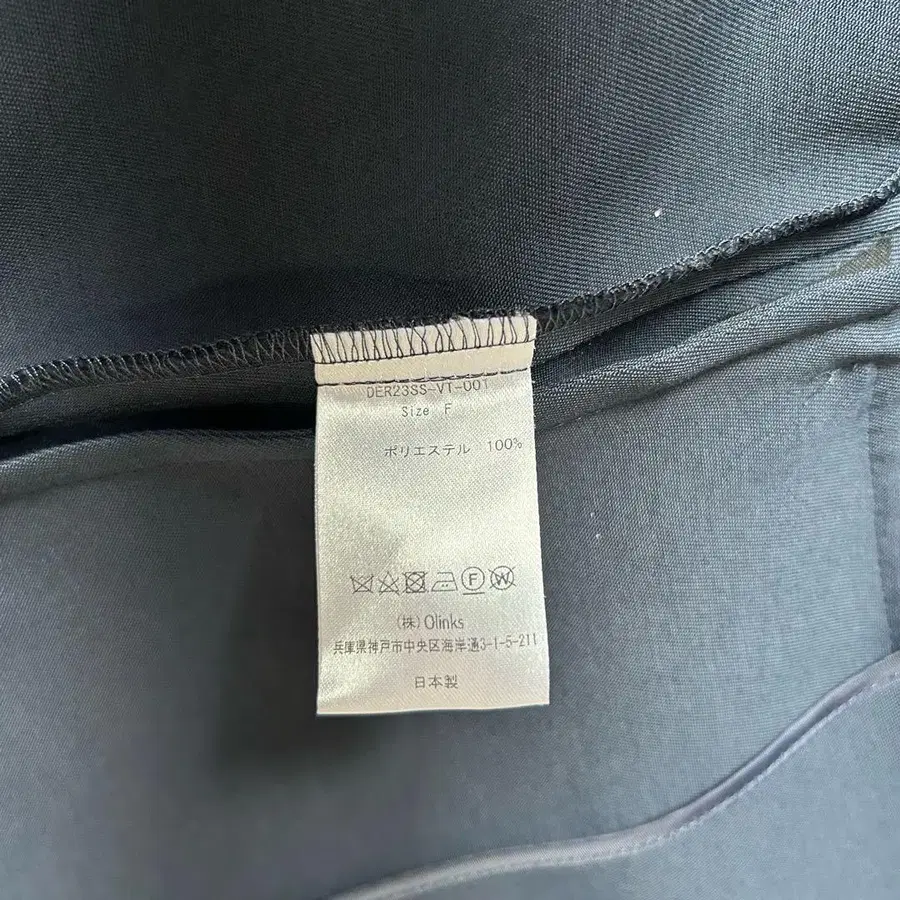 DER23SS-VT-001
Size F
ポリエステル 100%
F W
(株) Olinks
兵庫県神戸市中央区海岸通3-1-5-211
日本製